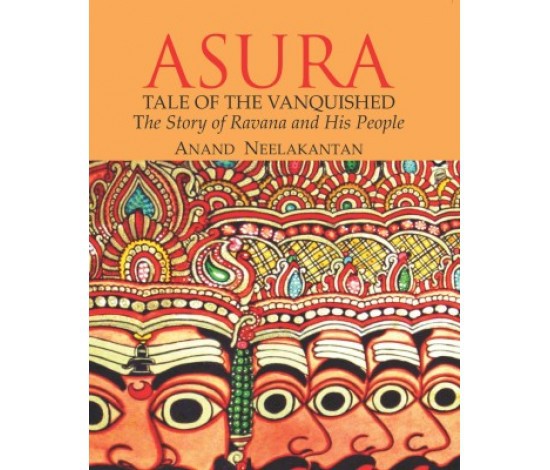 ASURA
TALE OF THE VANQUISHED
The Story of Ravana and His People
ANAND NEELAKANTAN